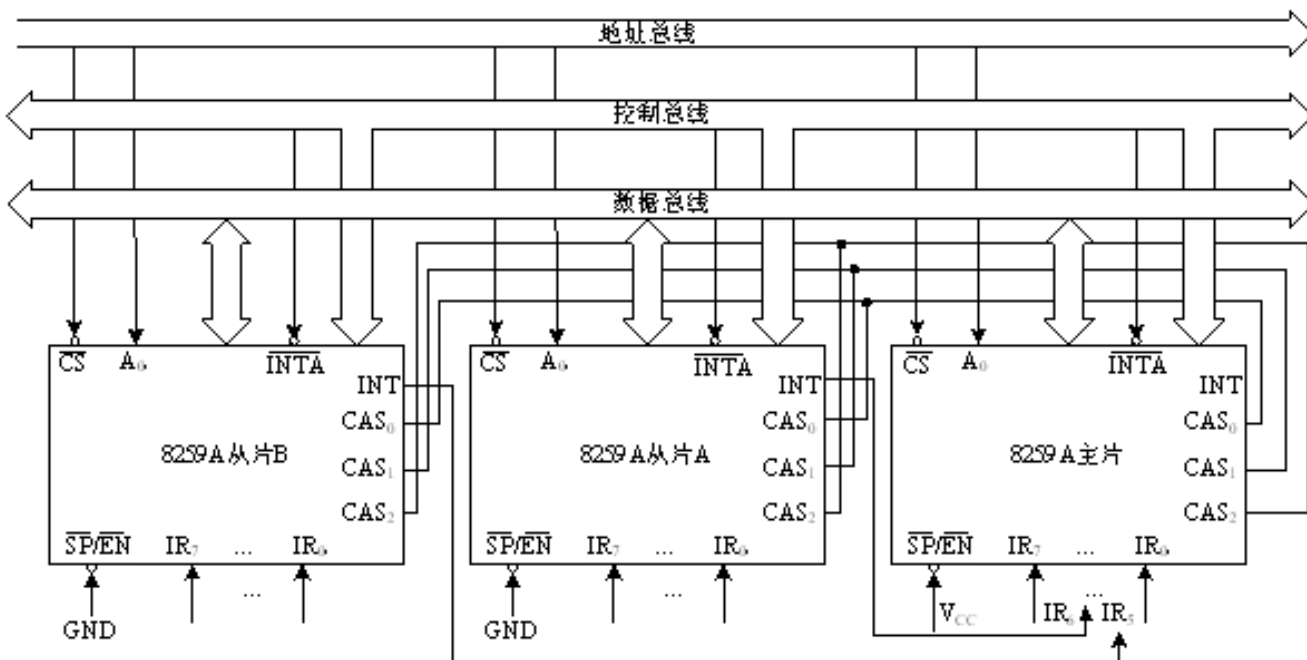 地址总线
控制总线
数据总线
CS A₀ INTA CS A₀ INTA CS A₀ INTA
INT INT INT
CAS₀ CAS₀ CAS₀
8259A从片B 8259A从片A 8259A主片
CAS₁ CAS₁ CAS₁
CAS₂ CAS₂ CAS₂
SP/EN IR₇ ... IR₀ SP/EN IR₇ ... IR₀ SP/EN IR₇ ... IR₀
... ... ...
GND GND V_CC IR₆ IR₅